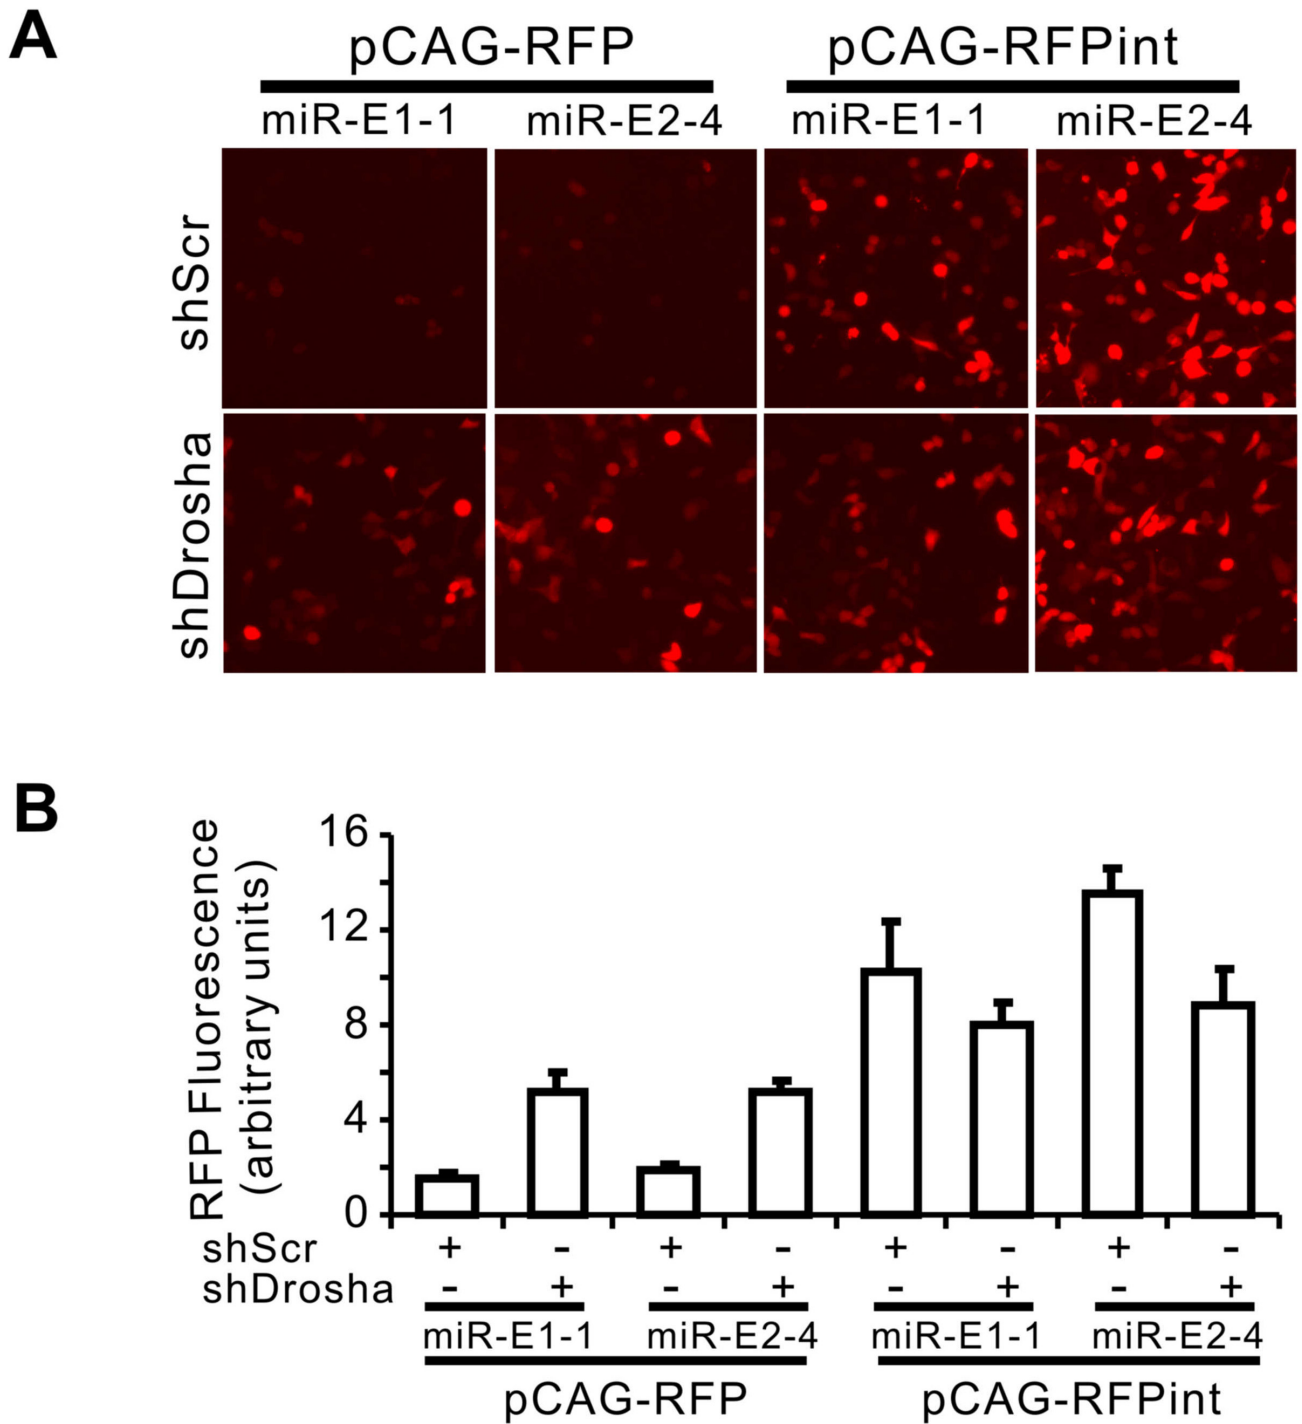 A
pCAG-RFP pCAG-RFPint
miR-E1-1 miR-E2-4 miR-E1-1 miR-E2-4
shScr
shDrosha
B
RFP Fluorescence
(arbitrary units)
16
12
8
4
0
shScr + - + - + - + -
shDrosha - + - + - + - +
miR-E1-1 miR-E2-4 miR-E1-1 miR-E2-4
pCAG-RFP pCAG-RFPint